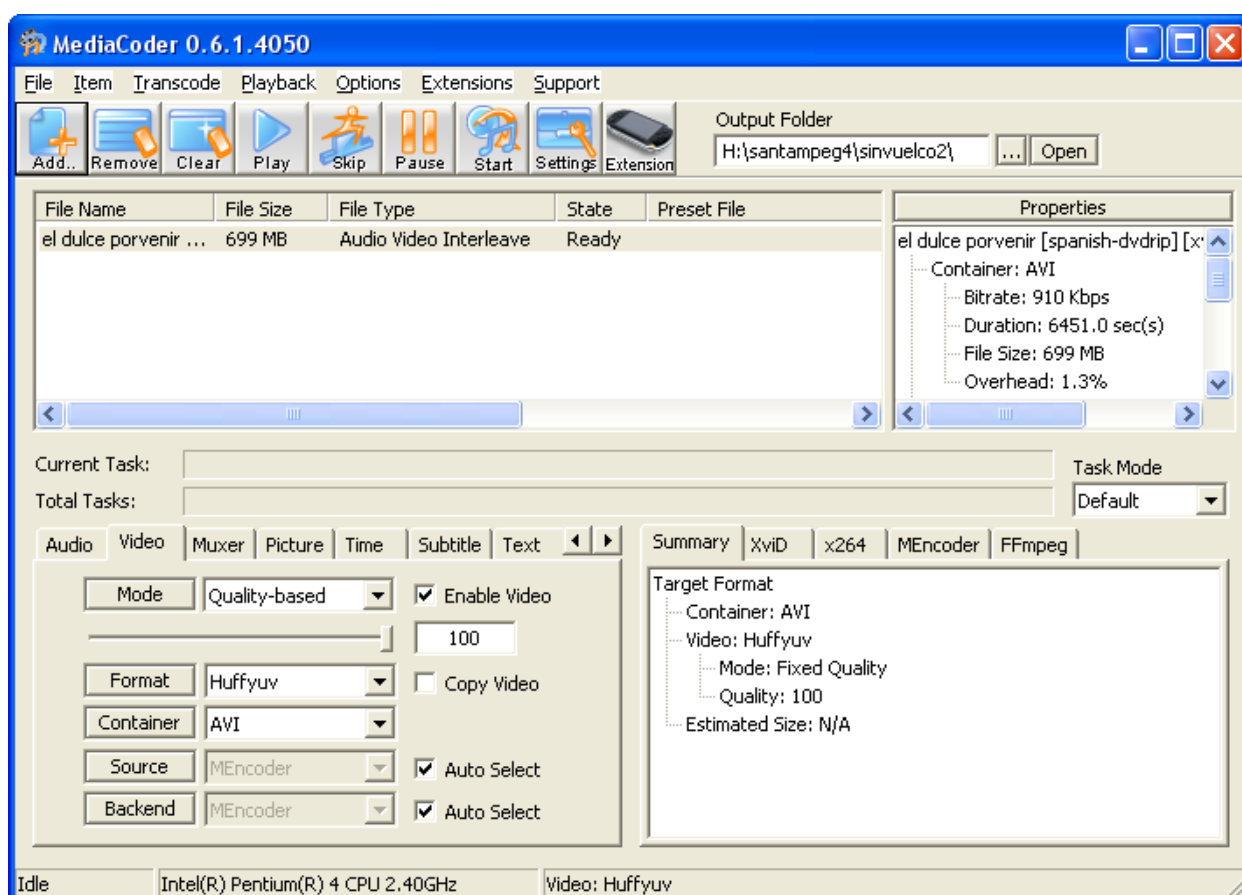 MediaCoder 0.6.1.4050
File Item Transcode Playback Options Extensions Support
Add.. Remove Clear Play Skip Pause Start Settings Extension
Output Folder
H:\santampeg4\sinvuelco2\ ... Open
File Name File Size File Type State Preset File
el dulce porvenir ... 699 MB Audio Video Interleave Ready
Properties
el dulce porvenir [spanish-dvdrip] [x
Container: AVI
Bitrate: 910 Kbps
Duration: 6451.0 sec(s)
File Size: 699 MB
Overhead: 1.3%
Current Task:
Total Tasks:
Task Mode
Default
Audio Video Muxer Picture Time Subtitle Text
Mode Quality-based Enable Video
100
Format Huffyuv Copy Video
Container AVI
Source MEncoder Auto Select
Backend MEncoder Auto Select
Summary XviD x264 MEncoder FFmpeg
Target Format
Container: AVI
Video: Huffyuv
Mode: Fixed Quality
Quality: 100
Estimated Size: N/A
Idle Intel(R) Pentium(R) 4 CPU 2.40GHz Video: Huffyuv